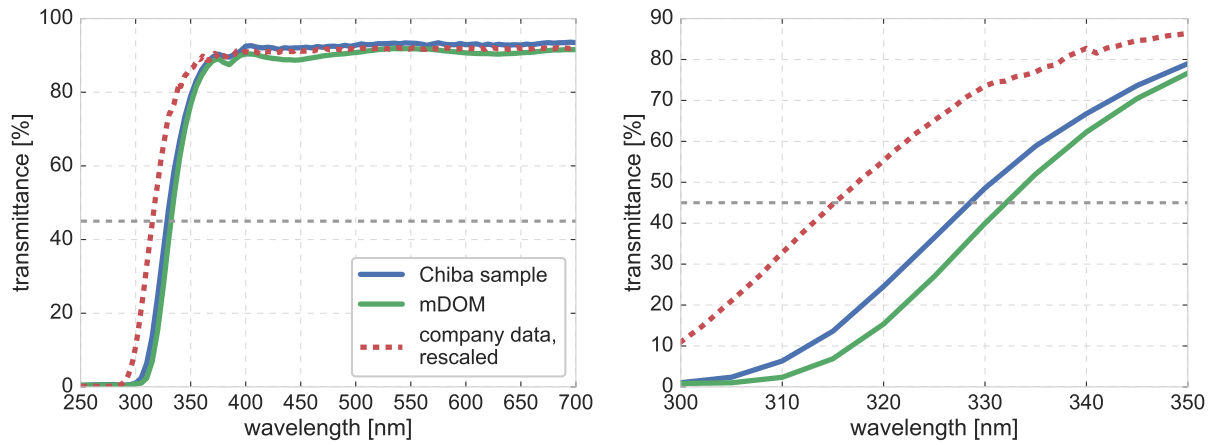 100
80
60
40
20
0
transmittance [%]
250 300 350 400 450 500 550 600 650 700
wavelength [nm]
Chiba sample
mDOM
company data,
rescaled
90
80
70
60
50
40
30
20
10
0
transmittance [%]
300 310 320 330 340 350
wavelength [nm]